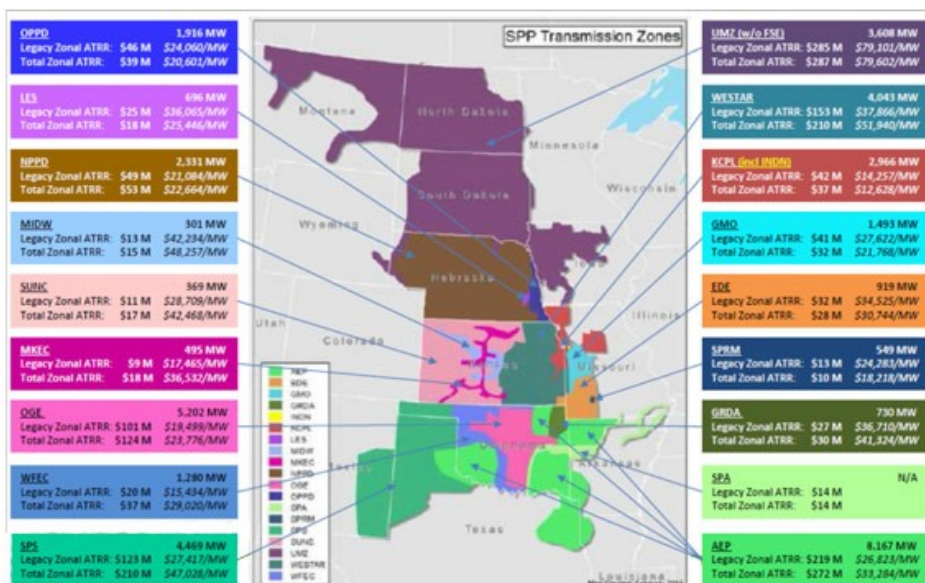 OPPD 1,916 MW
Legacy Zonal ATRR: $46 M $24,060/MW
Total Zonal ATRR: $39 M $20,601/MW
LES 696 MW
Legacy Zonal ATRR: $25 M $36,065/MW
Total Zonal ATRR: $18 M $25,446/MW
NPPD 2,331 MW
Legacy Zonal ATRR: $49 M $21,084/MW
Total Zonal ATRR: $53 M $22,664/MW
MIDW 301 MW
Legacy Zonal ATRR: $13 M $42,234/MW
Total Zonal ATRR: $15 M $48,257/MW
SUNC 369 MW
Legacy Zonal ATRR: $11 M $28,709/MW
Total Zonal ATRR: $17 M $42,468/MW
MKEC 495 MW
Legacy Zonal ATRR: $9 M $17,465/MW
Total Zonal ATRR: $18 M $36,532/MW
OGE 5,202 MW
Legacy Zonal ATRR: $101 M $19,499/MW
Total Zonal ATRR: $124 M $23,776/MW
WFEC 1,280 MW
Legacy Zonal ATRR: $20 M $15,434/MW
Total Zonal ATRR: $37 M $29,020/MW
SPS 4,469 MW
Legacy Zonal ATRR: $123 M $27,417/MW
Total Zonal ATRR: $210 M $47,028/MW
SPP Transmission Zones
Montana
North Dakota
Minnesota
South Dakota
Wisconsin
Wyoming
Iowa
Nebraska
Illinois
Utah
Colorado
Kansas
Missouri
Oklahoma
Arkansas
Texas
Louisiana
AEP
EDE
GMO
GRDA
INDN
KCPL
LES
MIDW
MKEC
NPPD
OGE
OPPD
SPA
SPRM
SPS
SUNC
UMZ
WESTAR
WFEC
UMZ (w/o FSE) 3,608 MW
Legacy Zonal ATRR: $285 M $79,101/MW
Total Zonal ATRR: $287 M $79,602/MW
WESTAR 4,043 MW
Legacy Zonal ATRR: $153 M $37,866/MW
Total Zonal ATRR: $210 M $51,940/MW
KCPL (incl INDN) 2,966 MW
Legacy Zonal ATRR: $42 M $14,257/MW
Total Zonal ATRR: $37 M $12,628/MW
GMO 1,493 MW
Legacy Zonal ATRR: $41 M $27,622/MW
Total Zonal ATRR: $32 M $21,768/MW
EDE 919 MW
Legacy Zonal ATRR: $32 M $34,525/MW
Total Zonal ATRR: $28 M $30,744/MW
SPRM 549 MW
Legacy Zonal ATRR: $13 M $24,283/MW
Total Zonal ATRR: $10 M $18,218/MW
GRDA 730 MW
Legacy Zonal ATRR: $27 M $36,710/MW
Total Zonal ATRR: $30 M $41,324/MW
SPA N/A
Legacy Zonal ATRR: $14 M
Total Zonal ATRR: $14 M
AEP 8,167 MW
Legacy Zonal ATRR: $219 M $26,823/MW
Total Zonal ATRR: $272 M $33,284/MW